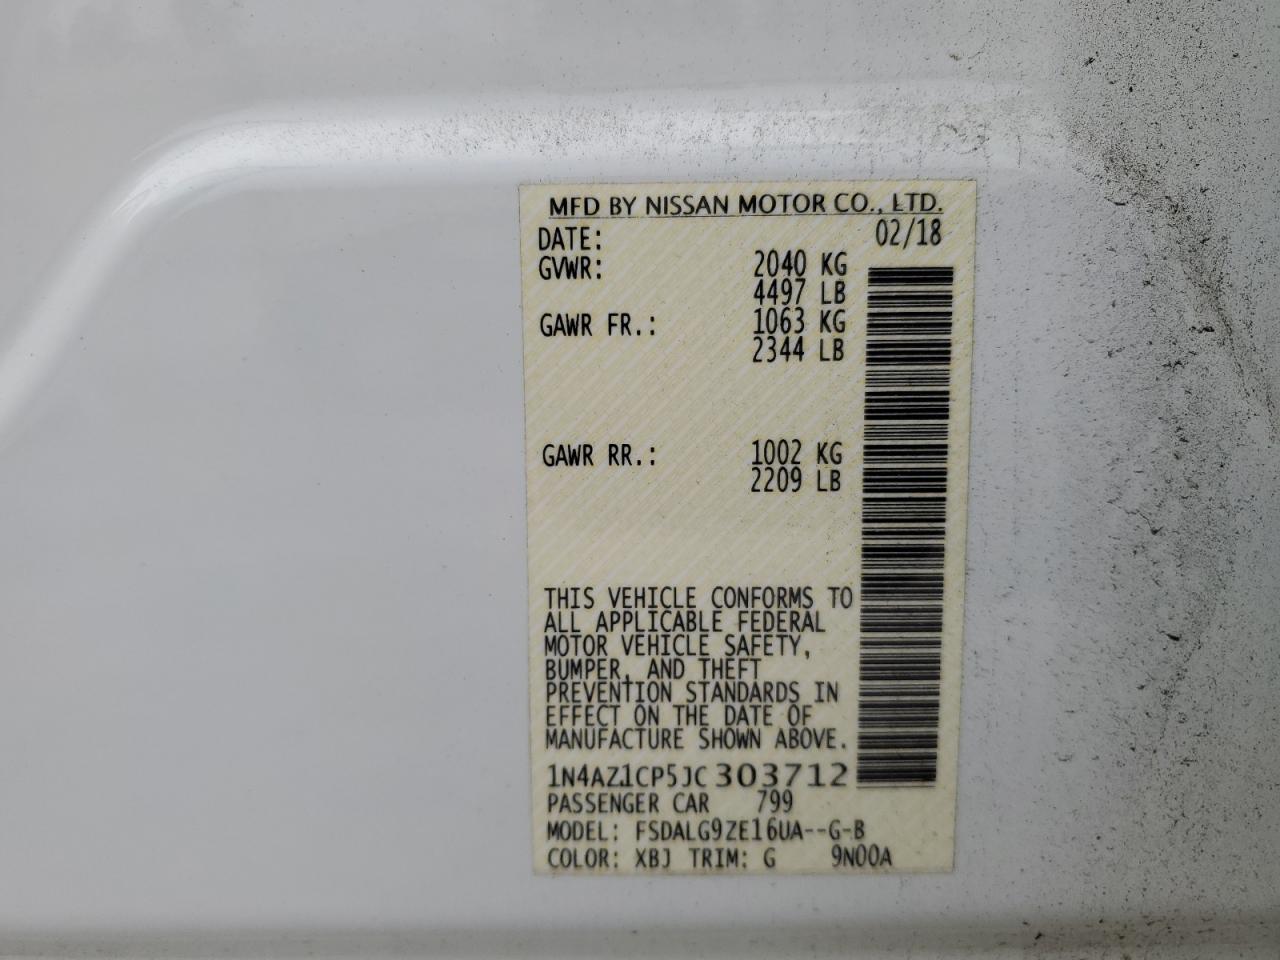 MFD BY NISSAN MOTOR CO., LTD.
DATE: 02/18
GVWR: 2040 KG
4497 LB
GAWR FR.: 1063 KG
2344 LB
GAWR RR.: 1002 KG
2209 LB
THIS VEHICLE CONFORMS TO
ALL APPLICABLE FEDERAL
MOTOR VEHICLE SAFETY,
BUMPER, AND THEFT
PREVENTION STANDARDS IN
EFFECT ON THE DATE OF
MANUFACTURE SHOWN ABOVE.
1N4AZ1CP5JC303712
PASSENGER CAR 799
MODEL: FSDALG9ZE16UA--G-B
COLOR: XBJ TRIM: G 9N00A